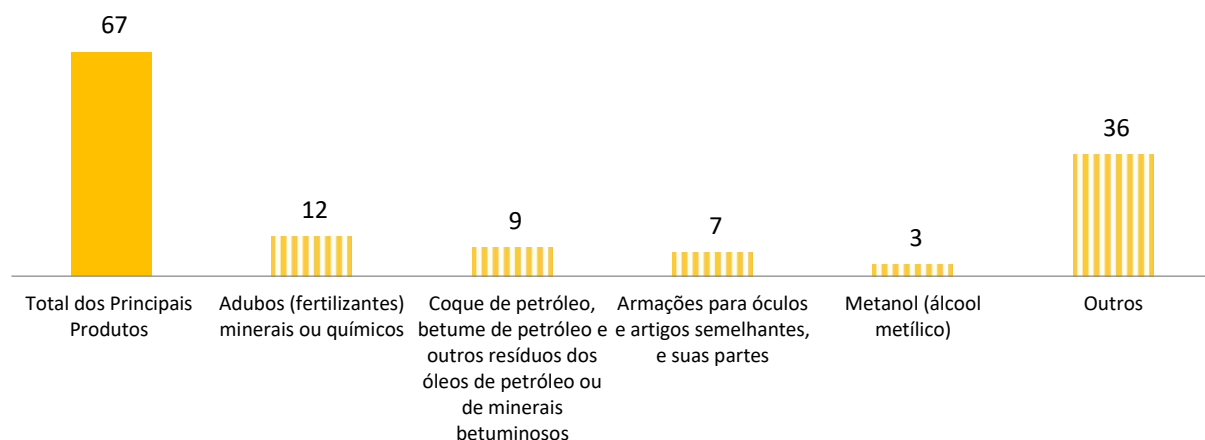 67
12
9
7
3
36
Total dos Principais
Produtos
Adubos (fertilizantes)
minerais ou químicos
Coque de petróleo,
betume de petróleo e
outros resíduos dos
óleos de petróleo ou
de minerais
betuminosos
Armações para óculos
e artigos semelhantes,
e suas partes
Metanol (álcool
metílico)
Outros